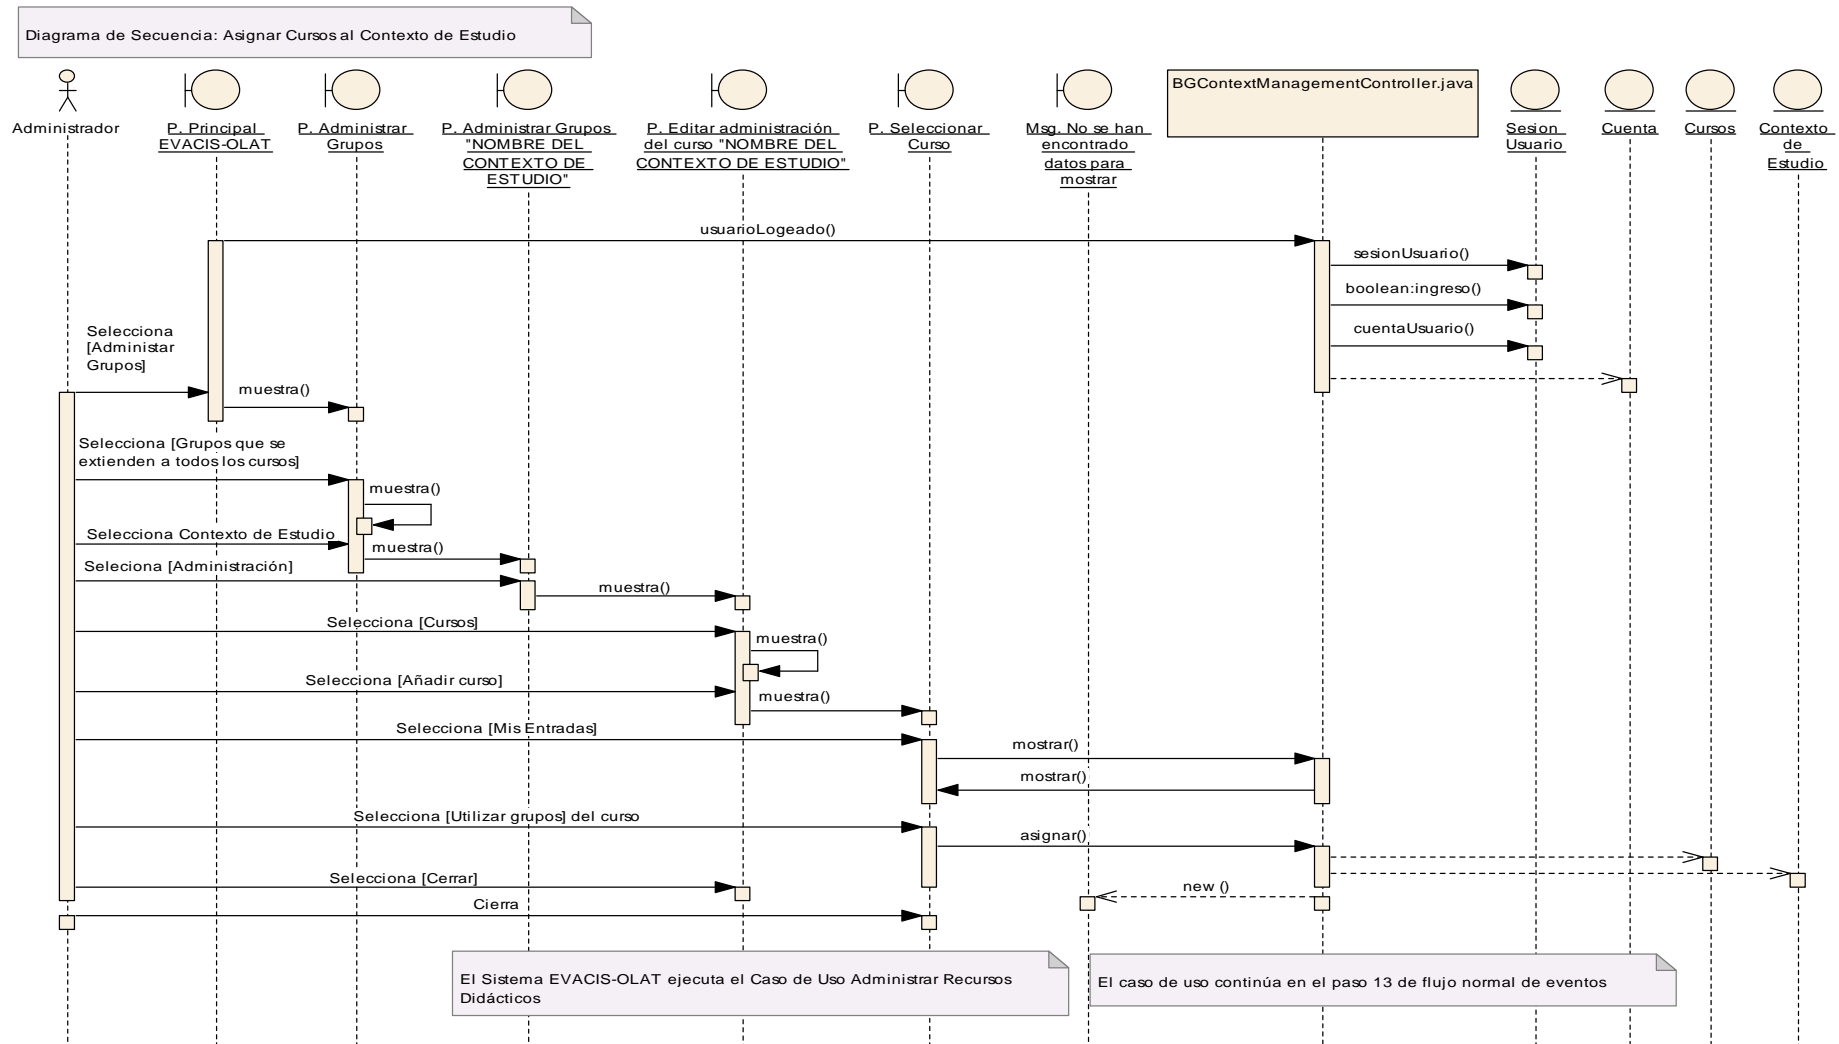 Diagrama de Secuencia: Asignar Cursos al Contexto de Estudio
Administrador
P. Principal
EVACIS-OLAT
P. Administrar
Grupos
P. Administrar Grupos
"NOMBRE DEL
CONTEXTO DE
ESTUDIO"
P. Editar administración
del curso "NOMBRE DEL
CONTEXTO DE ESTUDIO"
P. Seleccionar
Curso
Msg. No se han
encontrado
datos para
mostrar
BGContextManagementController.java
Sesion
Usuario
Cuenta
Cursos
Contexto
de
Estudio
usuarioLogeado()
sesionUsuario()
boolean:ingreso()
cuentaUsuario()
Selecciona
[Administar
Grupos]
muestra()
Selecciona [Grupos que se
extienden a todos los cursos]
muestra()
Selecciona Contexto de Estudio
muestra()
Seleciona [Administración]
muestra()
Selecciona [Cursos]
muestra()
Selecciona [Añadir curso]
muestra()
Selecciona [Mis Entradas]
mostrar()
mostrar()
Selecciona [Utilizar grupos] del curso
asignar()
Selecciona [Cerrar]
new ()
Cierra
El Sistema EVACIS-OLAT ejecuta el Caso de Uso Administrar Recursos
Didácticos
El caso de uso continúa en el paso 13 de flujo normal de eventos